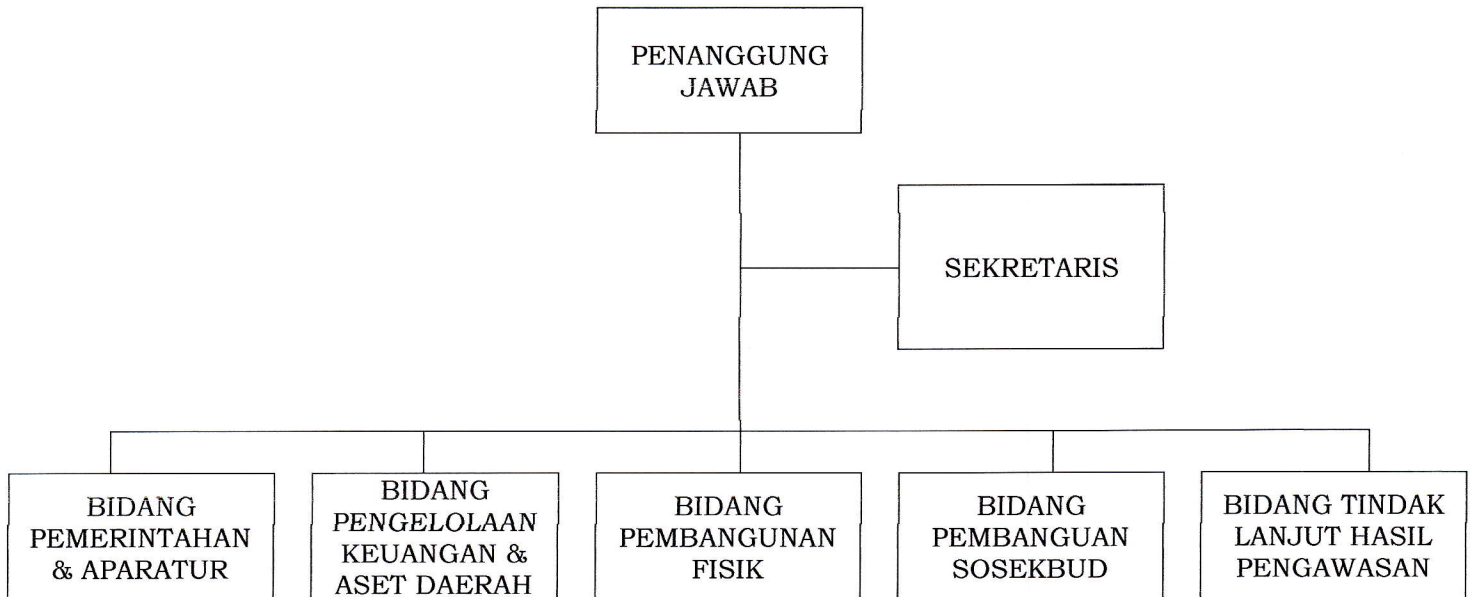 PENANGGUNG
JAWAB
SEKRETARIS
BIDANG
PEMERINTAHAN
& APARATUR
BIDANG
PENGELOLAAN
KEUANGAN &
ASET DAERAH
BIDANG
PEMBANGUNAN
FISIK
BIDANG
PEMBANGUAN
SOSEKBUD
BIDANG TINDAK
LANJUT HASIL
PENGAWASAN